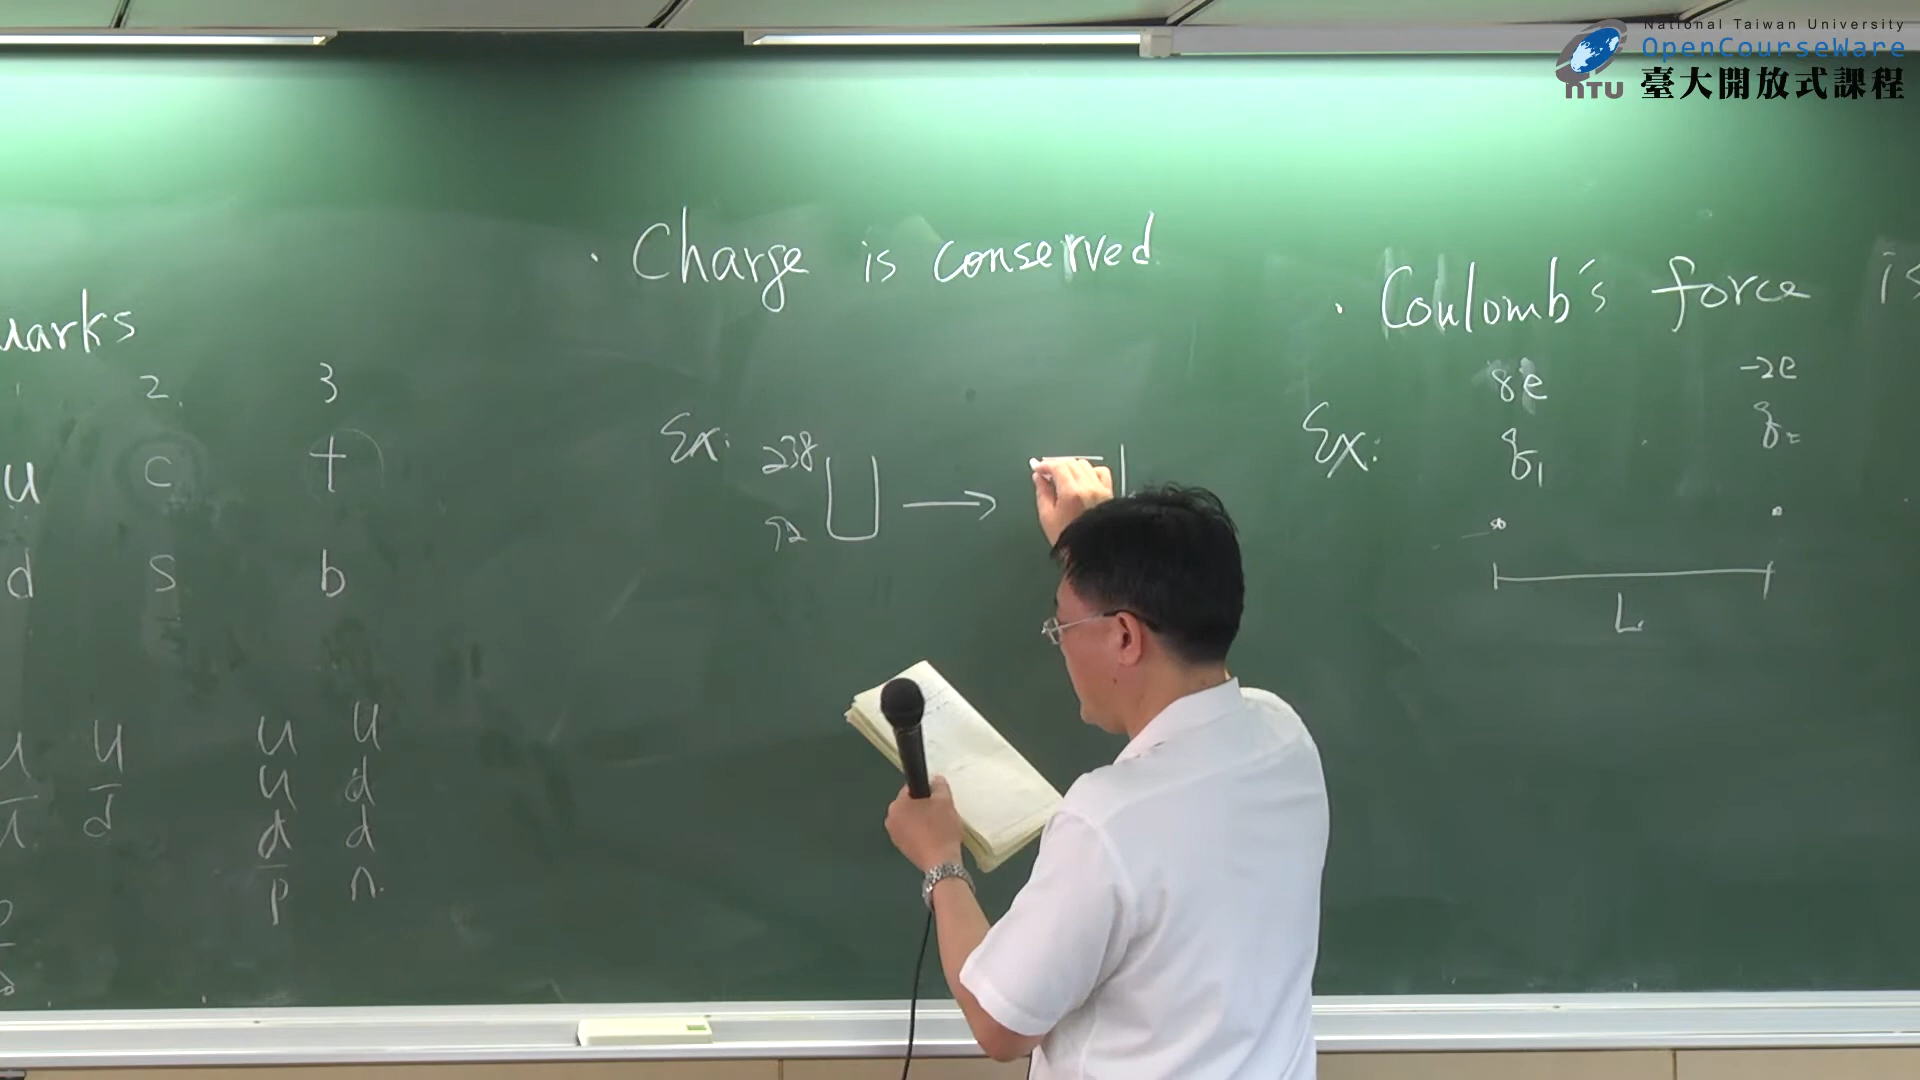 National Taiwan University
OpenCourseWare
臺大開放式課程
NTU
uarks
2. 3
u c t
d s b
u u u
u d
d d d
p n.
· Charge is conserved
Ex: 238 92 U →
· Coulomb's force is
8e -2e
Ex: q1 q2
L